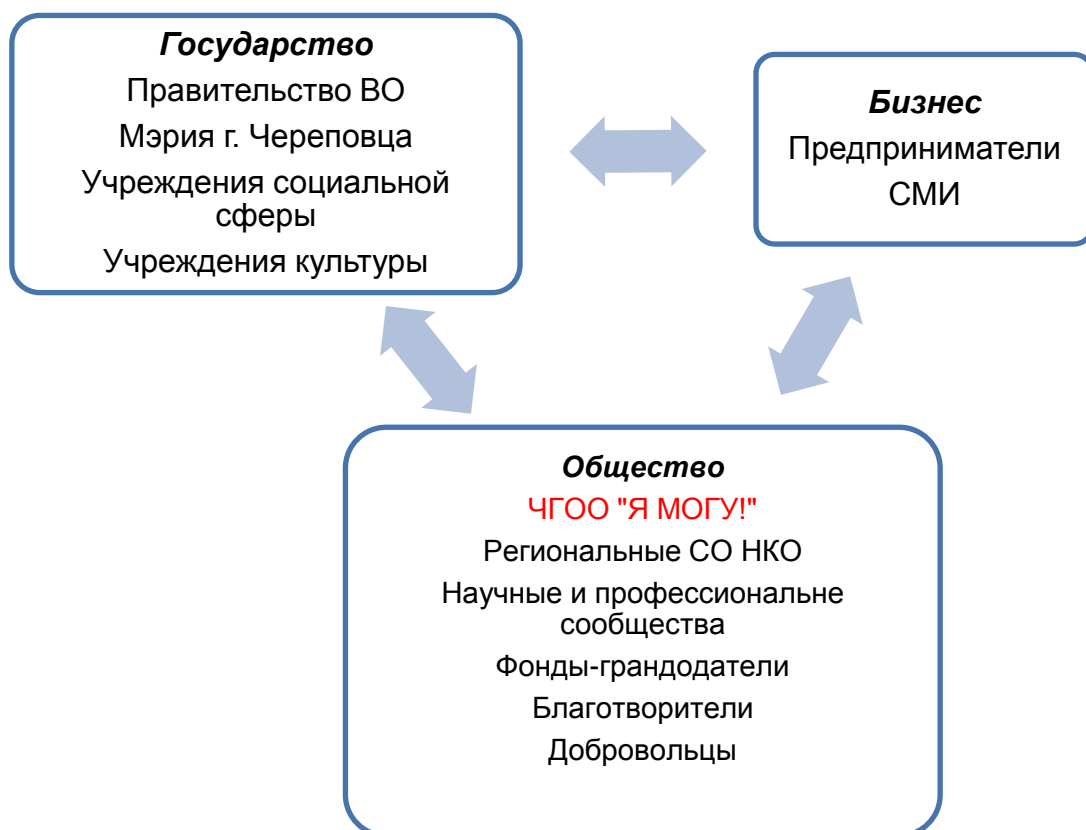 Государство
Правительство ВО
Мэрия г. Череповца
Учреждения социальной
сферы
Учреждения культуры
Бизнес
Предприниматели
СМИ
Общество
ЧГОО "Я МОГУ!"
Региональные СО НКО
Научные и профессиональне
сообщества
Фонды-грандодатели
Благотворители
Добровольцы